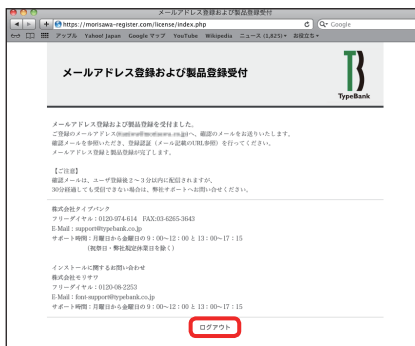 メールアドレス登録および製品登録受付
https://morisawa-register.com/license/index.php
Google
アップル Yahoo! Japan Google マップ YouTube Wikipedia ニュース (1,825) お役立ち
メールアドレス登録および製品登録受付
TypeBank
メールアドレス登録および製品登録を受付ました。
ご登録のメールアドレスへ、確認のメールをお送りいたします。
確認メールを参照いただき、登録認証(メール記載のURL参照)を行ってください。
メールアドレス登録と製品登録が完了します。
【ご注意】
確認メールは、ユーザ登録後2〜3分以内に配信されますが、
30分経過しても受信できない場合は、弊社サポートへお問い合せください。
株式会社タイプバンク
フリーダイヤル:0120-974-614 FAX:03-6265-3643
E-Mail:support@typebank.co.jp
サポート時間:月曜日から金曜日の9:00〜12:00 と 13:00〜17:15
(祝祭日・弊社規定休業日を除く)
インストールに関するお問い合わせ
株式会社モリサワ
フリーダイヤル:0120-08-2253
E-Mail:font-support@typebank.co.jp
サポート時間:月曜日から金曜日の9:00〜12:00 と 13:00〜17:15
ログアウト